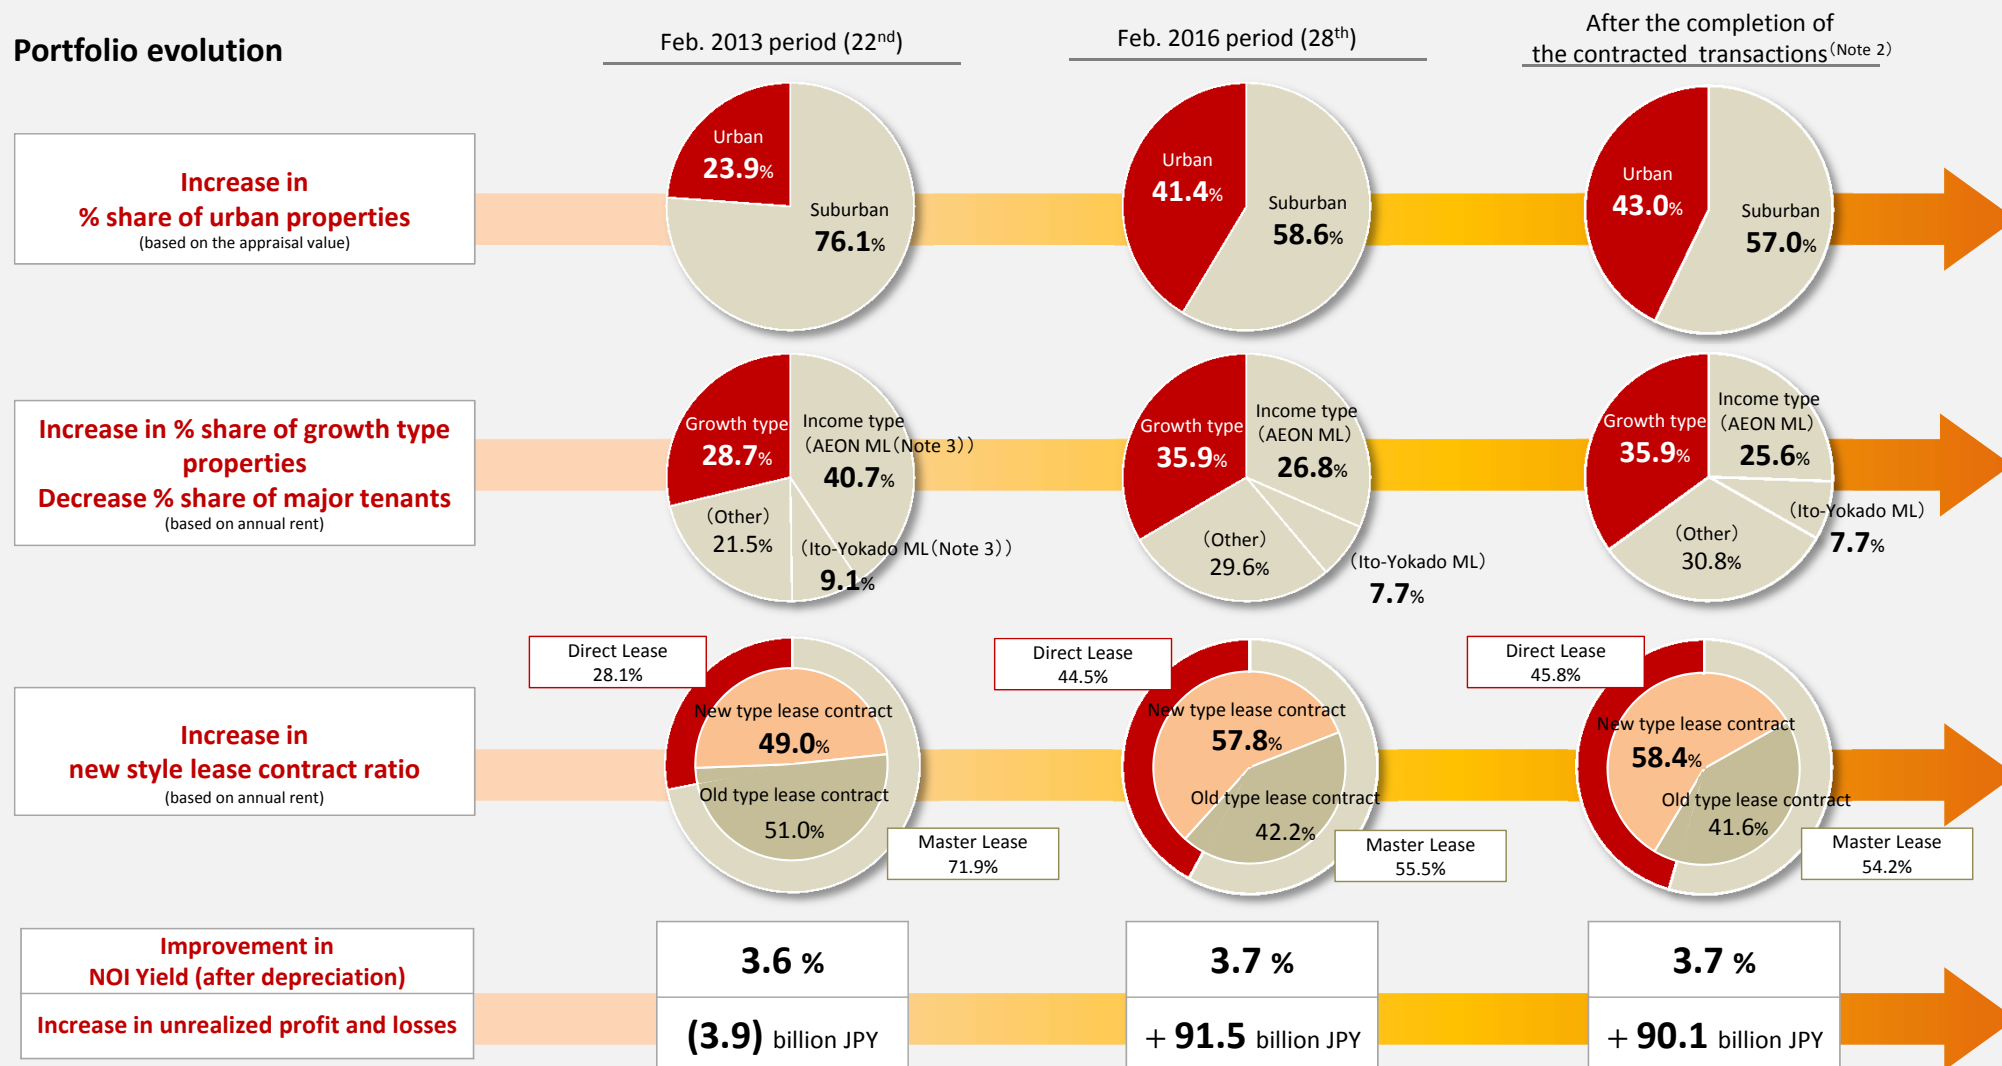 Portfolio evolution
Feb. 2013 period (22nd)
Feb. 2016 period (28th)
After the completion of
the contracted transactions(Note 2)
Increase in
% share of urban properties
(based on the appraisal value)
Urban
23.9%
Suburban
76.1%
Urban
41.4%
Suburban
58.6%
Urban
43.0%
Suburban
57.0%
Increase in % share of growth type
properties
Decrease % share of major tenants
(based on annual rent)
Growth type
28.7%
Income type
(AEON ML(Note 3))
40.7%
(Other)
21.5%
(Ito-Yokado ML(Note 3))
9.1%
Growth type
35.9%
Income type
(AEON ML)
26.8%
(Other)
29.6%
(Ito-Yokado ML)
7.7%
Growth type
35.9%
Income type
(AEON ML)
25.6%
(Other)
30.8%
(Ito-Yokado ML)
7.7%
Increase in
new style lease contract ratio
(based on annual rent)
Direct Lease
28.1%
New type lease contract
49.0%
Old type lease contract
51.0%
Master Lease
71.9%
Direct Lease
44.5%
New type lease contract
57.8%
Old type lease contract
42.2%
Master Lease
55.5%
Direct Lease
45.8%
New type lease contract
58.4%
Old type lease contract
41.6%
Master Lease
54.2%
Improvement in
NOI Yield (after depreciation)
3.6 %
3.7 %
3.7 %
Increase in unrealized profit and losses
(3.9) billion JPY
+ 91.5 billion JPY
+ 90.1 billion JPY